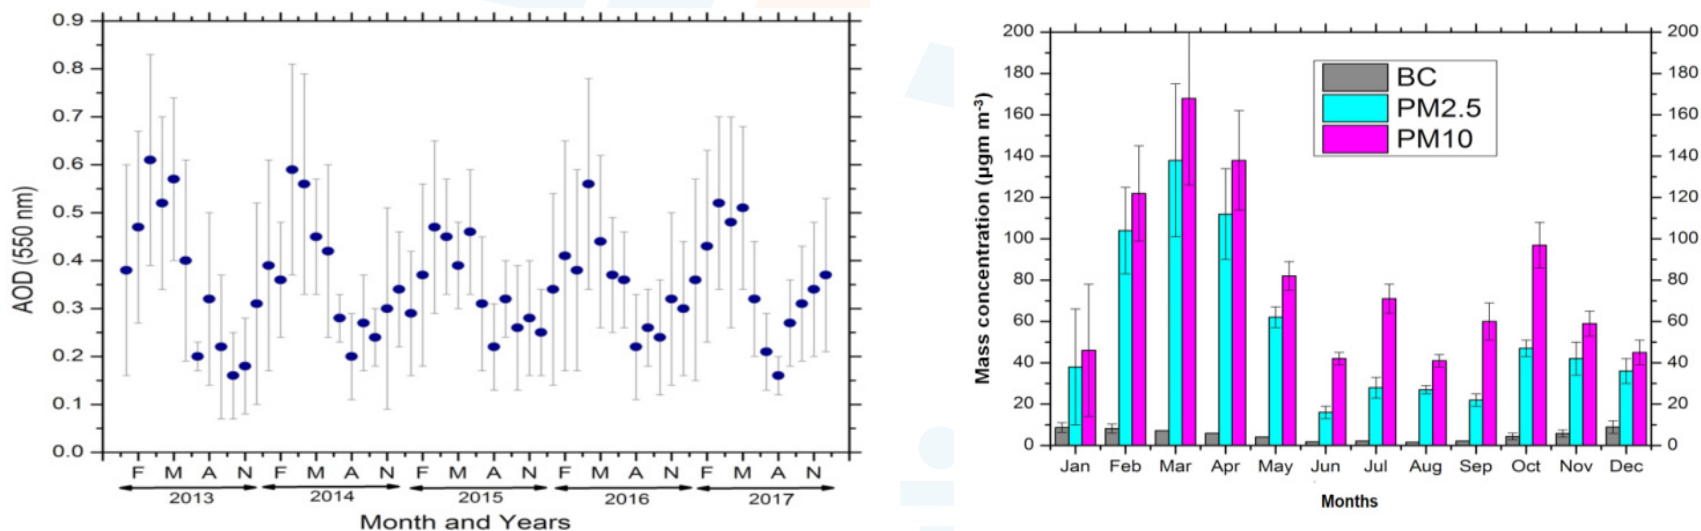 AOD (550 nm)
0.9
0.8
0.7
0.6
0.5
0.4
0.3
0.2
0.1
0.0
F M A N F M A N F M A N F M A N F M A N
2013 2014 2015 2016 2017
Month and Years
Mass concentration (µgm m-3)
200 200
180 180
160 160
140 140
120 120
100 100
80 80
60 60
40 40
20 20
0 0
BC
PM2.5
PM10
Jan Feb Mar Apr May Jun Jul Aug Sep Oct Nov Dec
Months